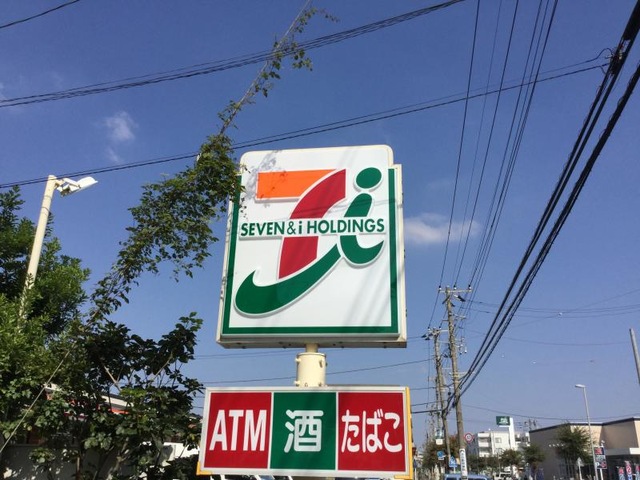 SEVEN & i HOLDINGS
ATM 酒 たばこ